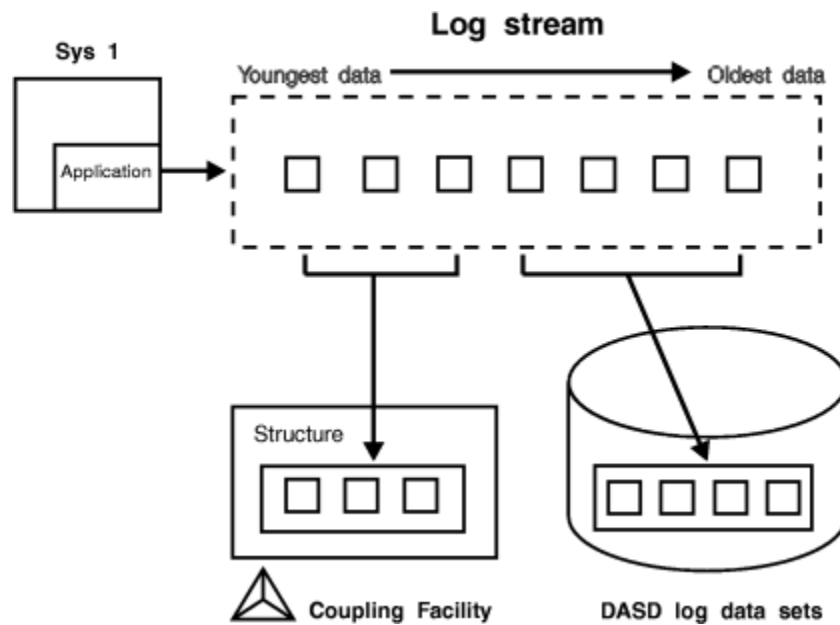 Log stream
Sys 1
Youngest data
Oldest data
Application
Structure
Coupling Facility
DASD log data sets